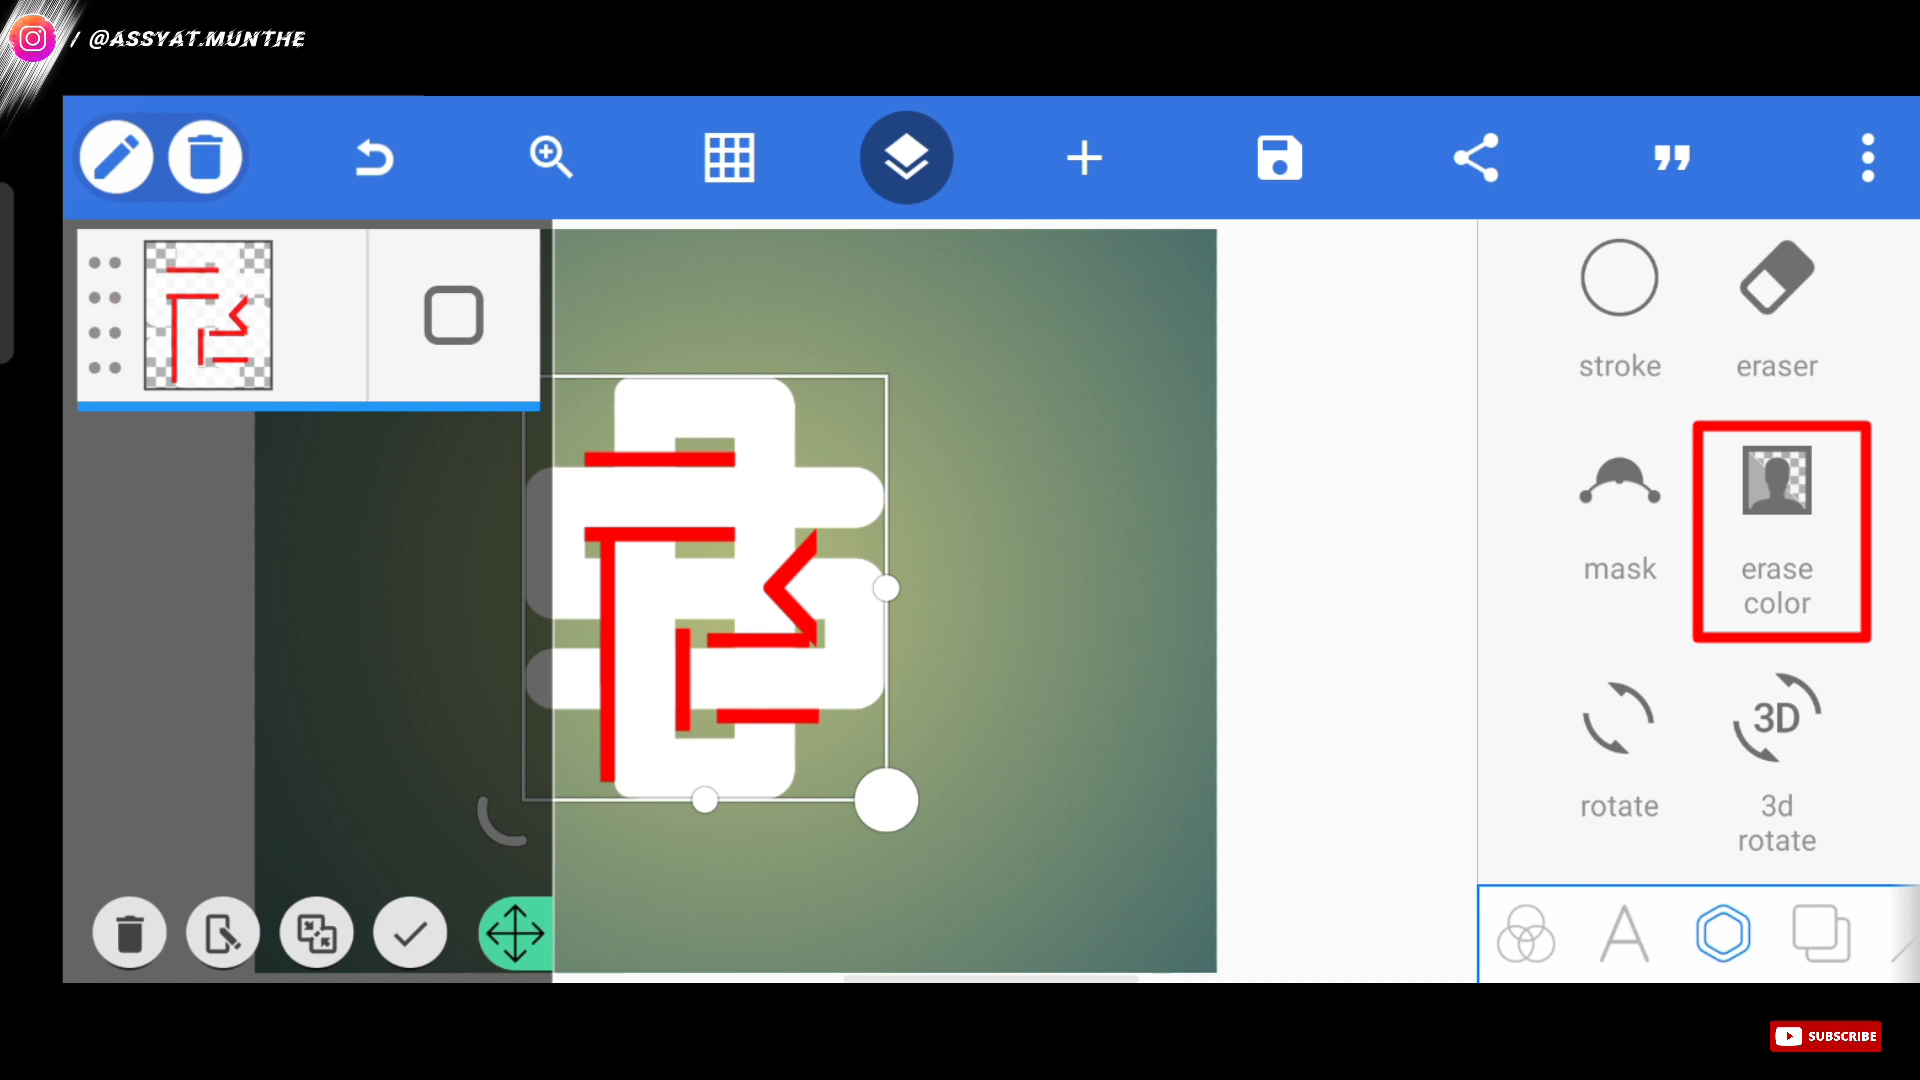 / @ASSYAT.MUNTHE
stroke
eraser
mask
erase
color
3D
rotate
3d
rotate
SUBSCRIBE